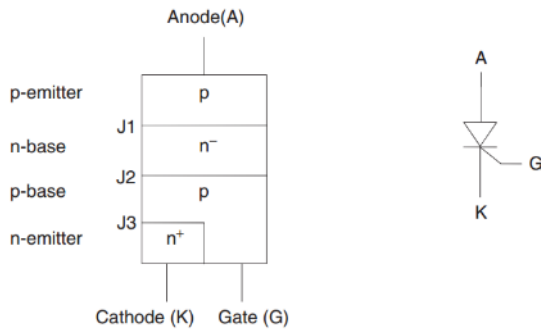 Anode(A)
p-emitter
p
J1
n-base
n⁻
J2
p-base
p
J3
n-emitter
n⁺
Cathode (K)
Gate (G)
A
G
K